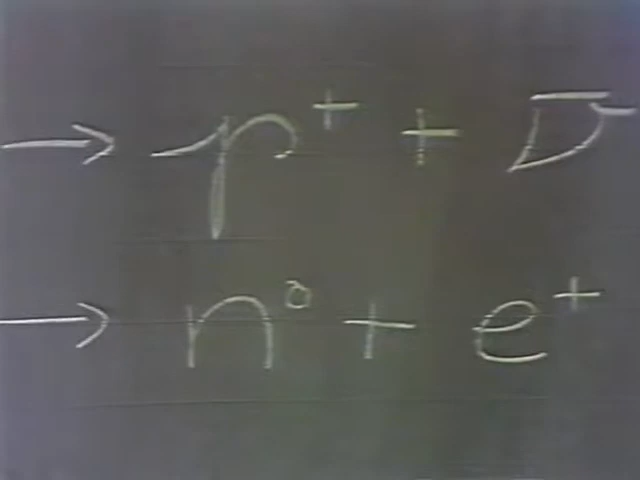 → p⁺ + ν̄
→ n⁰ + e⁺